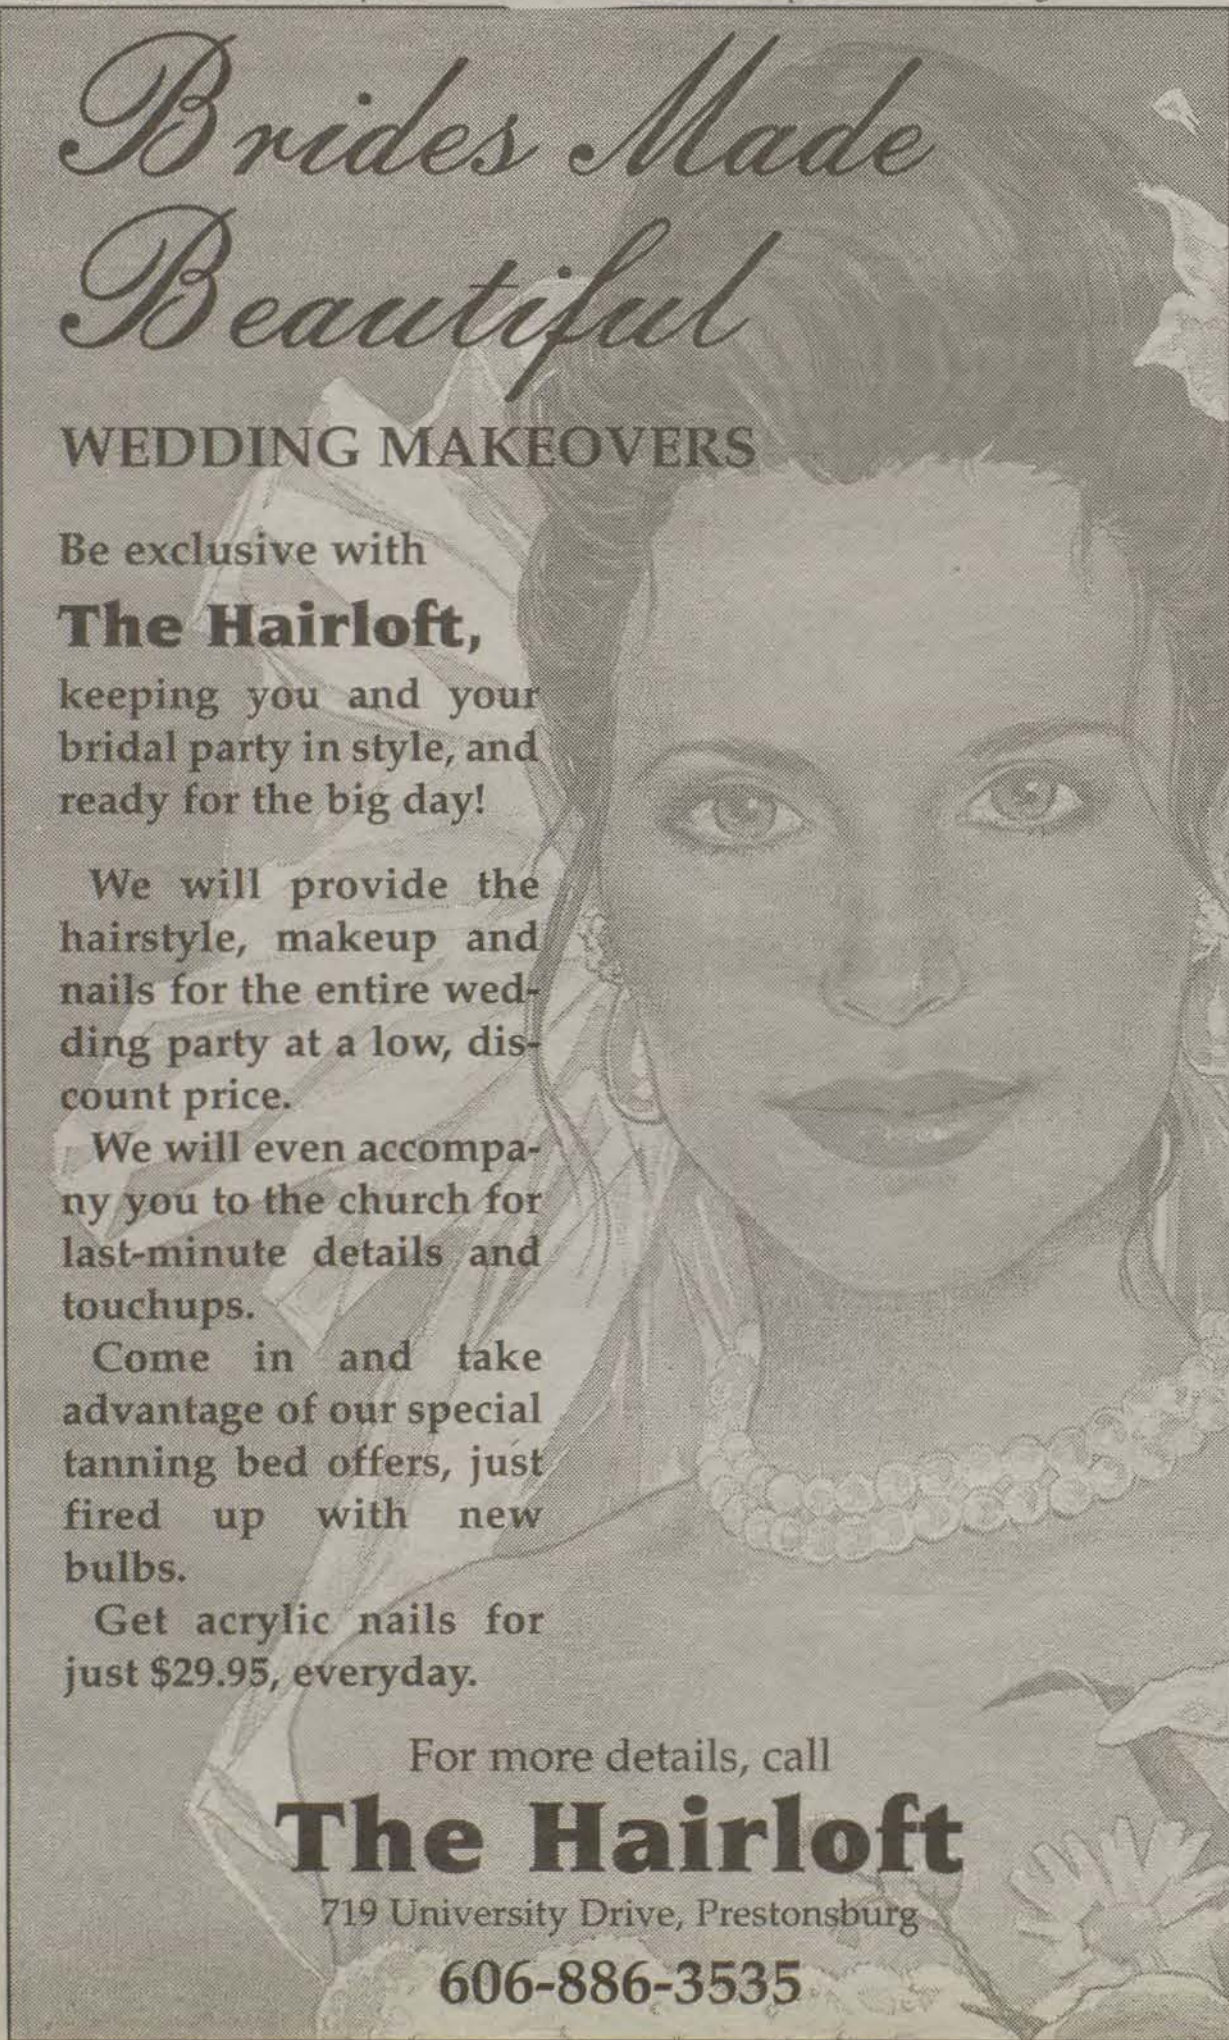 Brides Made
Beautiful
WEDDING MAKEOVERS
Be exclusive with
The Hairloft,
keeping you and your
bridal party in style, and
ready for the big day!
We will provide the
hairstyle, makeup and
nails for the entire wed-
ding party at a low, dis-
count price.
We will even accompa-
ny you to the church for
last-minute details and
touchups.
Come in and take
advantage of our special
tanning bed offers, just
fired up with new
bulbs.
Get acrylic nails for
just $29.95, everyday.
For more details, call
The Hairloft
719 University Drive, Prestonsburg
606-886-3535